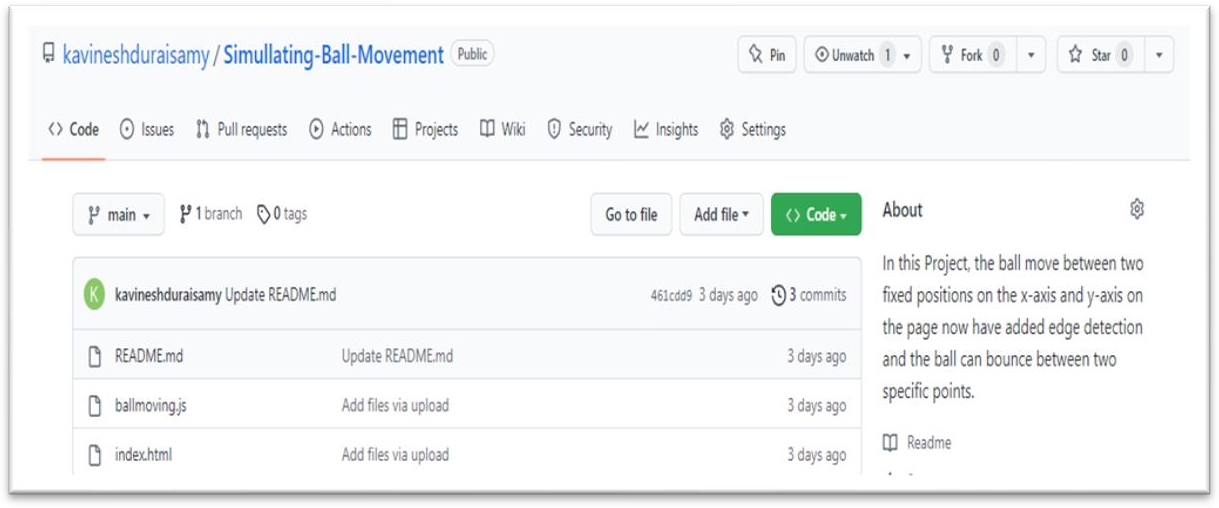 kavineshduraisamy / Simullating-Ball-Movement Public Pin Unwatch 1 Fork 0 Star 0
Code Issues Pull requests Actions Projects Wiki Security Insights Settings
main 1 branch 0 tags Go to file Add file Code
K kavineshduraisamy Update README.md 461cdd9 3 days ago 3 commits
README.md Update README.md 3 days ago
ballmoving.js Add files via upload 3 days ago
index.html Add files via upload 3 days ago
About
In this Project, the ball move between two
fixed positions on the x-axis and y-axis on
the page now have added edge detection
and the ball can bounce between two
specific points.
Readme